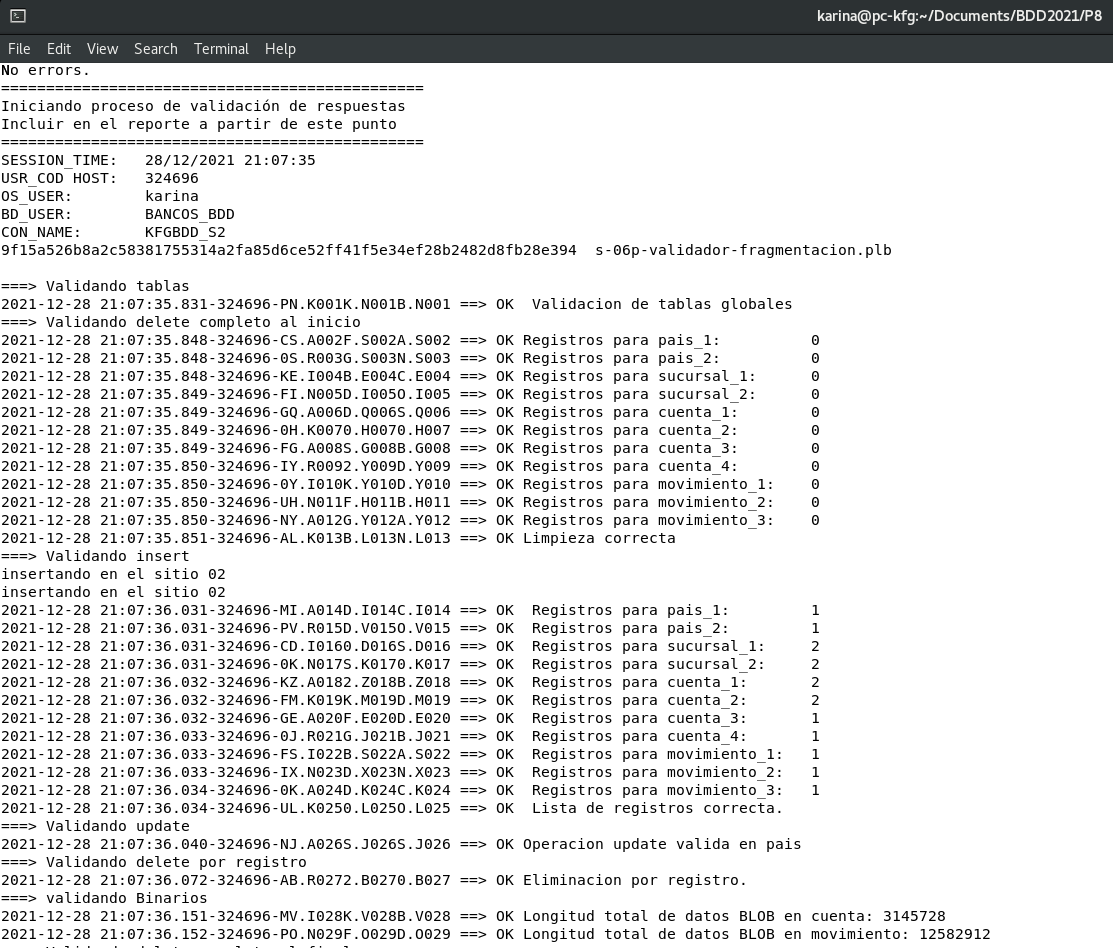 karina@pc-kfg:~/Documents/BDD2021/P8
File Edit View Search Terminal Help
No errors.
===============================================
Iniciando proceso de validación de respuestas
Incluir en el reporte a partir de este punto
===============================================
SESSION_TIME:   28/12/2021 21:07:35
USR_COD HOST:   324696
OS_USER:        karina
BD_USER:        BANCOS_BDD
CON_NAME:       KFGBDD_S2
9f15a526b8a2c58381755314a2fa85d6ce52ff41f5e34ef28b2482d8fb28e394  s-06p-validador-fragmentacion.plb
===> Validando tablas
2021-12-28 21:07:35.831-324696-PN.K001K.N001B.N001 ==> OK  Validacion de tablas globales
===> Validando delete completo al inicio
2021-12-28 21:07:35.848-324696-CS.A002F.S002A.S002 ==> OK Registros para pais_1:          0
2021-12-28 21:07:35.848-324696-0S.R003G.S003N.S003 ==> OK Registros para pais_2:          0
2021-12-28 21:07:35.848-324696-KE.I004B.E004C.E004 ==> OK Registros para sucursal_1:      0
2021-12-28 21:07:35.849-324696-FI.N005D.I005O.I005 ==> OK Registros para sucursal_2:      0
2021-12-28 21:07:35.849-324696-GQ.A006D.Q006S.Q006 ==> OK Registros para cuenta_1:        0
2021-12-28 21:07:35.849-324696-0H.K0070.H0070.H007 ==> OK Registros para cuenta_2:        0
2021-12-28 21:07:35.849-324696-FG.A008S.G008B.G008 ==> OK Registros para cuenta_3:        0
2021-12-28 21:07:35.850-324696-IY.R0092.Y009D.Y009 ==> OK Registros para cuenta_4:        0
2021-12-28 21:07:35.850-324696-0Y.I010K.Y010D.Y010 ==> OK Registros para movimiento_1:    0
2021-12-28 21:07:35.850-324696-UH.N011F.H011B.H011 ==> OK Registros para movimiento_2:    0
2021-12-28 21:07:35.850-324696-NY.A012G.Y012A.Y012 ==> OK Registros para movimiento_3:    0
2021-12-28 21:07:35.851-324696-AL.K013B.L013N.L013 ==> OK Limpieza correcta
===> Validando insert
insertando en el sitio 02
insertando en el sitio 02
2021-12-28 21:07:36.031-324696-MI.A014D.I014C.I014 ==> OK  Registros para pais_1:         1
2021-12-28 21:07:36.031-324696-PV.R015D.V015O.V015 ==> OK  Registros para pais_2:         1
2021-12-28 21:07:36.031-324696-CD.I0160.D016S.D016 ==> OK  Registros para sucursal_1:     2
2021-12-28 21:07:36.031-324696-0K.N017S.K0170.K017 ==> OK  Registros para sucursal_2:     2
2021-12-28 21:07:36.032-324696-KZ.A0182.Z018B.Z018 ==> OK  Registros para cuenta_1:       2
2021-12-28 21:07:36.032-324696-FM.K019K.M019D.M019 ==> OK  Registros para cuenta_2:       2
2021-12-28 21:07:36.032-324696-GE.A020F.E020D.E020 ==> OK  Registros para cuenta_3:       1
2021-12-28 21:07:36.033-324696-0J.R021G.J021B.J021 ==> OK  Registros para cuenta_4:       1
2021-12-28 21:07:36.033-324696-FS.I022B.S022A.S022 ==> OK  Registros para movimiento_1:   1
2021-12-28 21:07:36.033-324696-IX.N023D.X023N.X023 ==> OK  Registros para movimiento_2:   1
2021-12-28 21:07:36.034-324696-0K.A024D.K024C.K024 ==> OK  Registros para movimiento_3:   1
2021-12-28 21:07:36.034-324696-UL.K0250.L025O.L025 ==> OK  Lista de registros correcta.
===> Validando update
2021-12-28 21:07:36.040-324696-NJ.A026S.J026S.J026 ==> OK Operacion update valida en pais
===> Validando delete por registro
2021-12-28 21:07:36.072-324696-AB.R0272.B0270.B027 ==> OK Eliminacion por registro.
===> validando Binarios
2021-12-28 21:07:36.151-324696-MV.I028K.V028B.V028 ==> OK Longitud total de datos BLOB en cuenta: 3145728
2021-12-28 21:07:36.152-324696-PO.N029F.O029D.O029 ==> OK Longitud total de datos BLOB en movimiento: 12582912